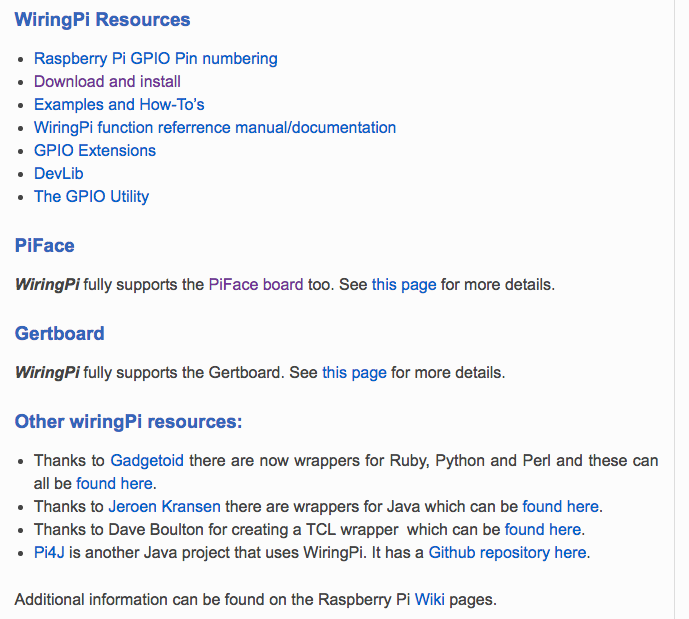 WiringPi Resources
Raspberry Pi GPIO Pin numbering
Download and install
Examples and How-To's
WiringPi function referrence manual/documentation
GPIO Extensions
DevLib
The GPIO Utility
PiFace
WiringPi fully supports the PiFace board too. See this page for more details.
Gertboard
WiringPi fully supports the Gertboard. See this page for more details.
Other wiringPi resources:
Thanks to Gadgetoid there are now wrappers for Ruby, Python and Perl and these can
all be found here.
Thanks to Jeroen Kransen there are wrappers for Java which can be found here.
Thanks to Dave Boulton for creating a TCL wrapper  which can be found here.
Pi4J is another Java project that uses WiringPi. It has a Github repository here.
Additional information can be found on the Raspberry Pi Wiki pages.